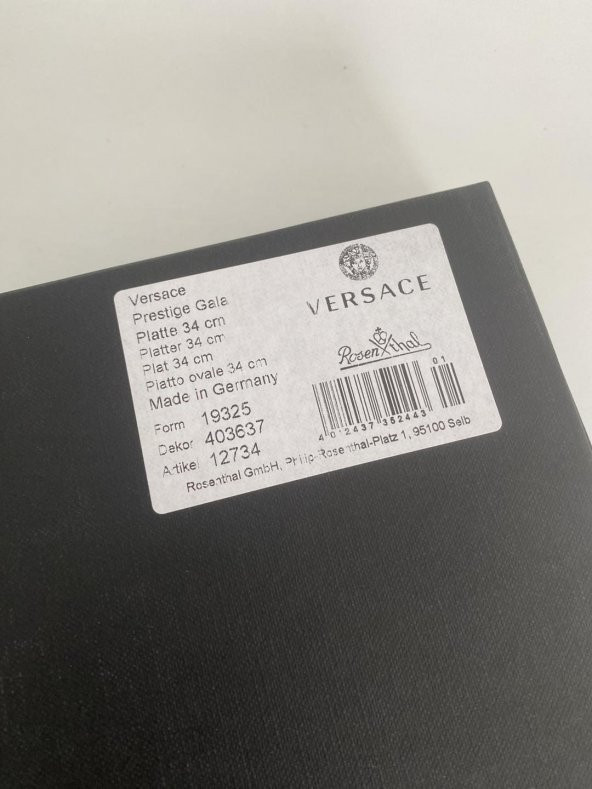 Versace
Prestige Gala
Platte 34 cm
Platter 34 cm
Plat 34 cm
Piatto ovale 34 cm
Made in Germany
Form 19325
Dekor 403637
Artikel 12734
VERSACE
Rosenthal
01
4 012437 352443
Rosenthal GmbH, Philip-Rosenthal-Platz 1, 95100 Selb